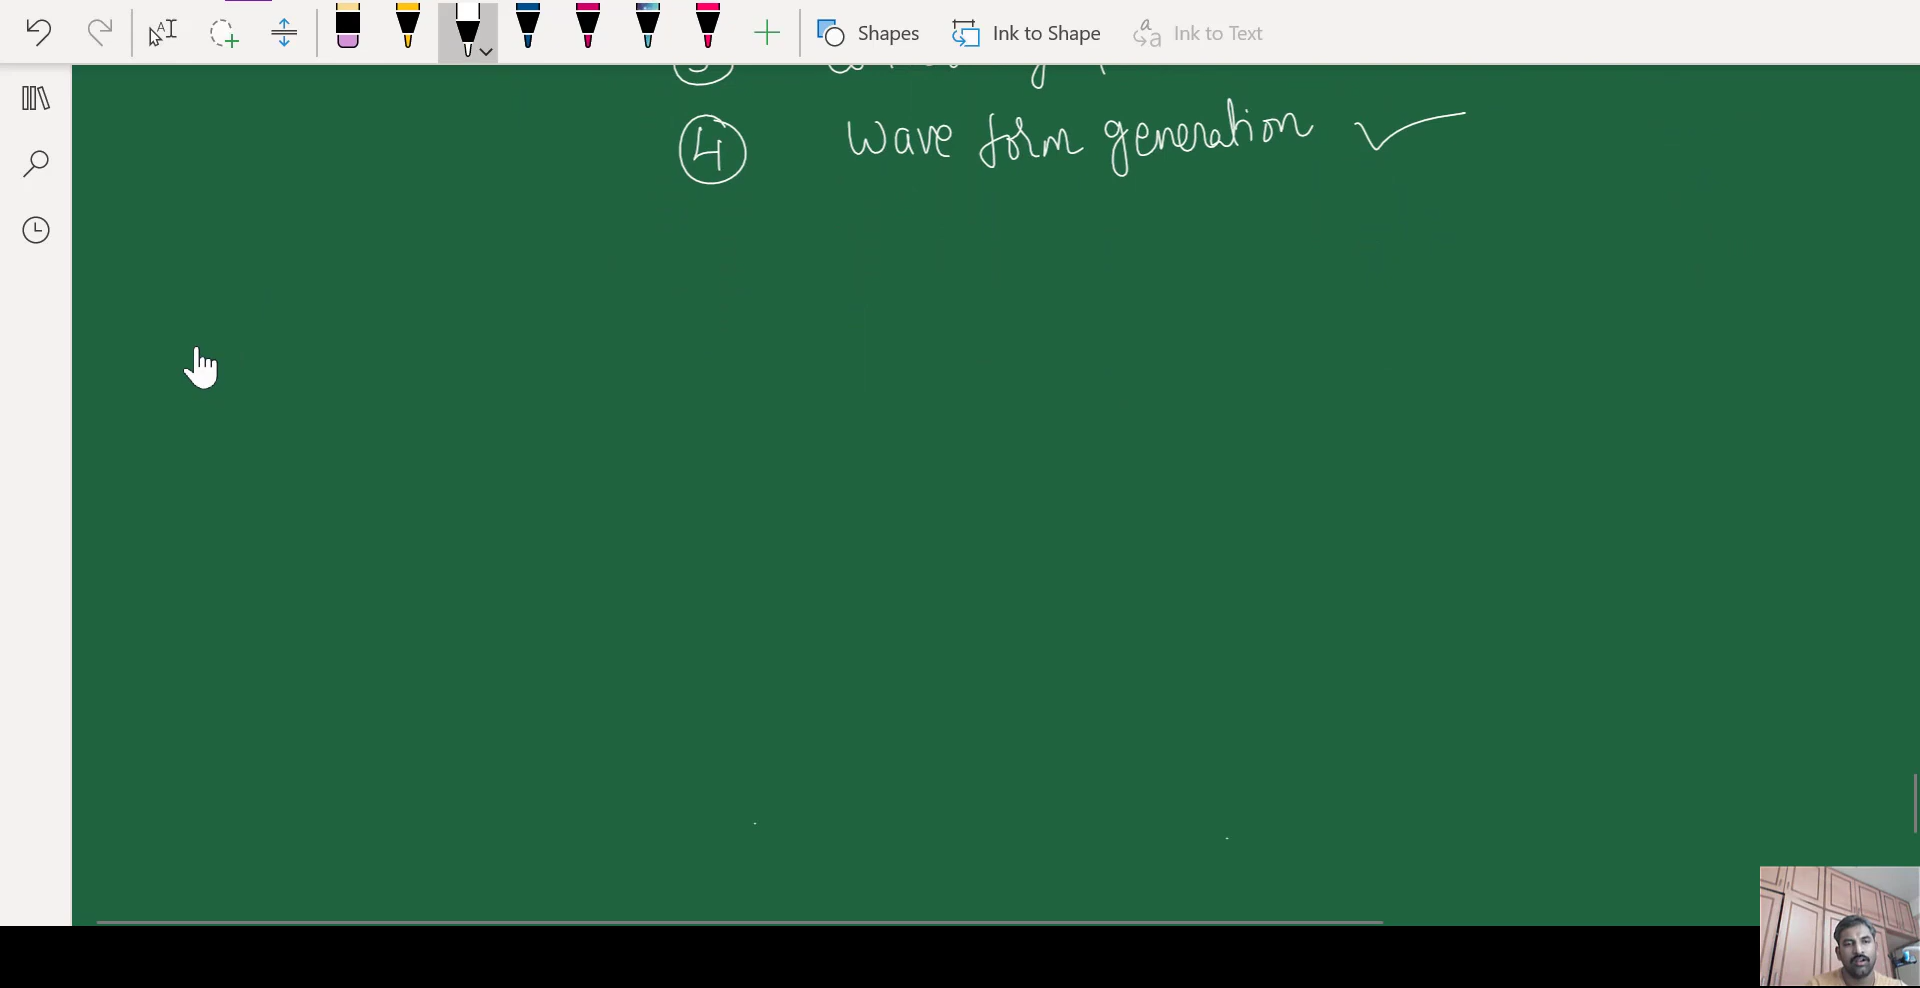 Shapes Ink to Shape Ink to Text
④ Wave form generation ✓